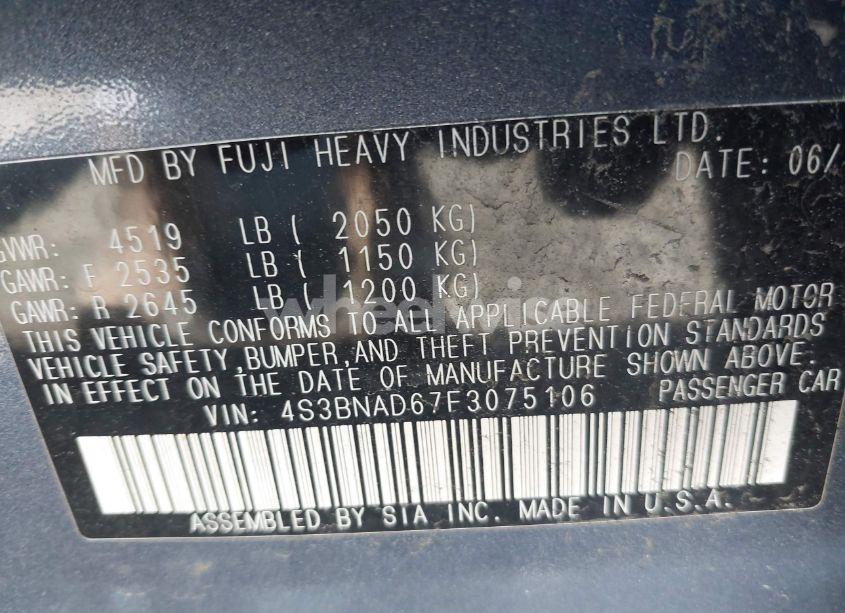 MFD BY FUJI HEAVY INDUSTRIES LTD.
DATE: 06/
GVWR: 4519 LB ( 2050 KG)
GAWR: F 2535 LB ( 1150 KG)
GAWR: R 2645 LB ( 1200 KG)
THIS VEHICLE CONFORMS TO ALL APPLICABLE FEDERAL MOTOR
VEHICLE SAFETY, BUMPER, AND THEFT PREVENTION STANDARDS
IN EFFECT ON THE DATE OF MANUFACTURE SHOWN ABOVE.
VIN: 4S3BNAD67F3075106 PASSENGER CAR
ASSEMBLED BY SIA INC. MADE IN U.S.A.